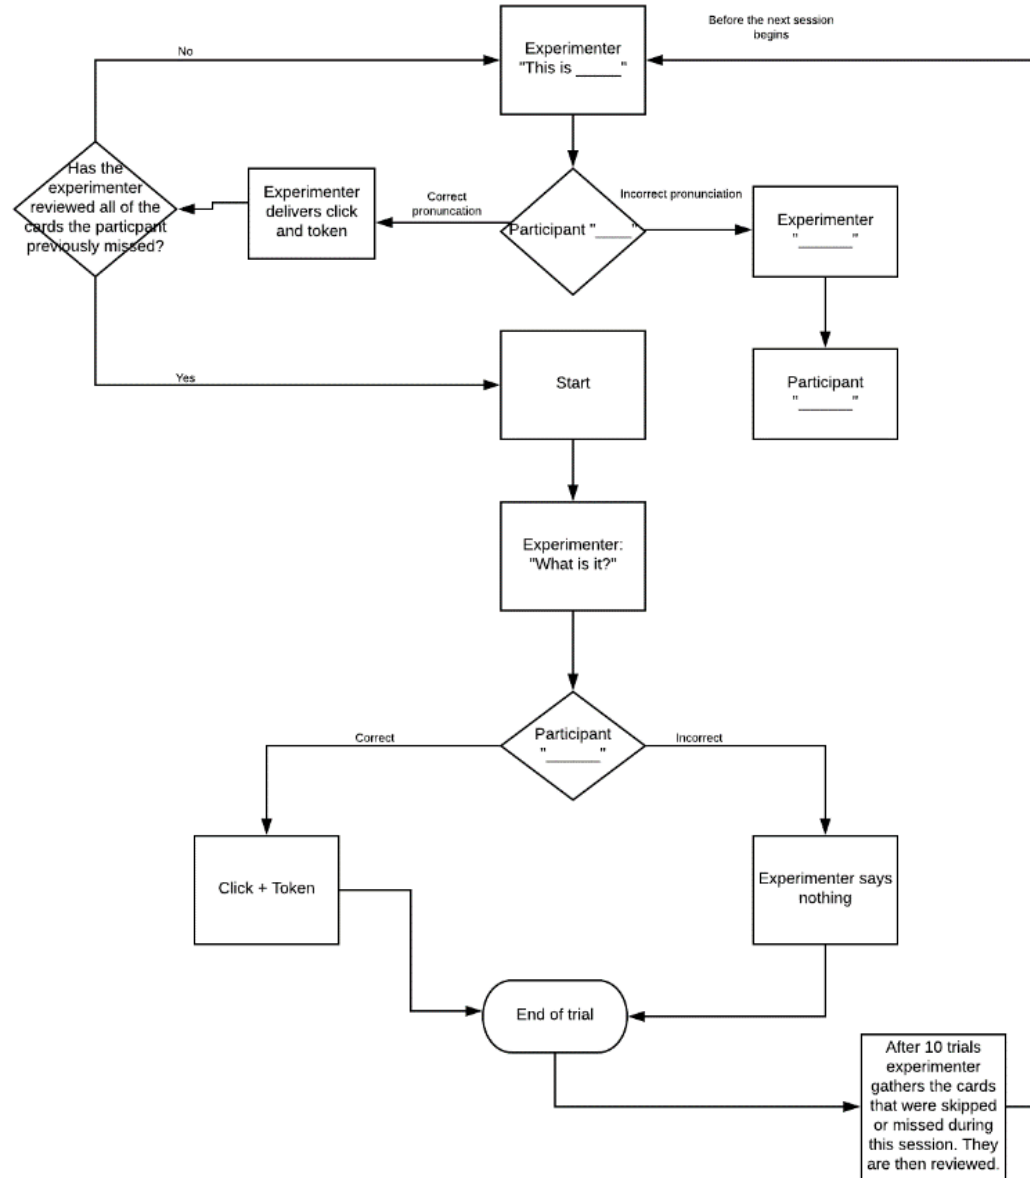 Before the next session
begins
No
Experimenter
"This is _____"
Has the
experimenter
reviewed all of the
cards the particpant
previously missed?
Experimenter
delivers click
and token
Correct
pronuncation
Participant "____"
Incorrect pronunciation
Experimenter
"______"
Participant
"______"
Yes
Start
Experimenter:
"What is it?"
Participant
"______"
Correct
Incorrect
Click + Token
Experimenter says
nothing
End of trial
After 10 trials
experimenter
gathers the cards
that were skipped
or missed during
this session. They
are then reviewed.